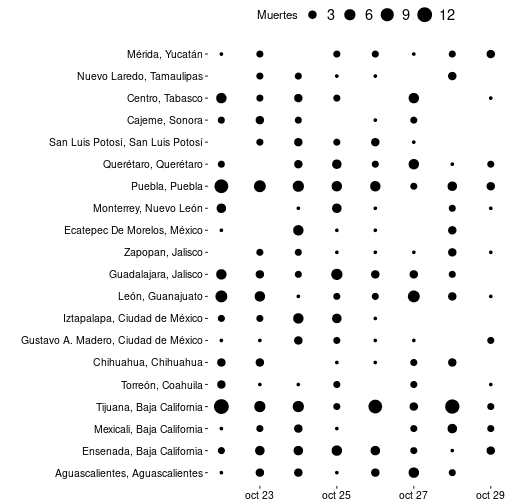 Muertes 3 6 9 12
Mérida, Yucatán
Nuevo Laredo, Tamaulipas
Centro, Tabasco
Cajeme, Sonora
San Luis Potosí, San Luis Potosí
Querétaro, Querétaro
Puebla, Puebla
Monterrey, Nuevo León
Ecatepec De Morelos, México
Zapopan, Jalisco
Guadalajara, Jalisco
León, Guanajuato
Iztapalapa, Ciudad de México
Gustavo A. Madero, Ciudad de México
Chihuahua, Chihuahua
Torreón, Coahuila
Tijuana, Baja California
Mexicali, Baja California
Ensenada, Baja California
Aguascalientes, Aguascalientes
oct 23 oct 25 oct 27 oct 29